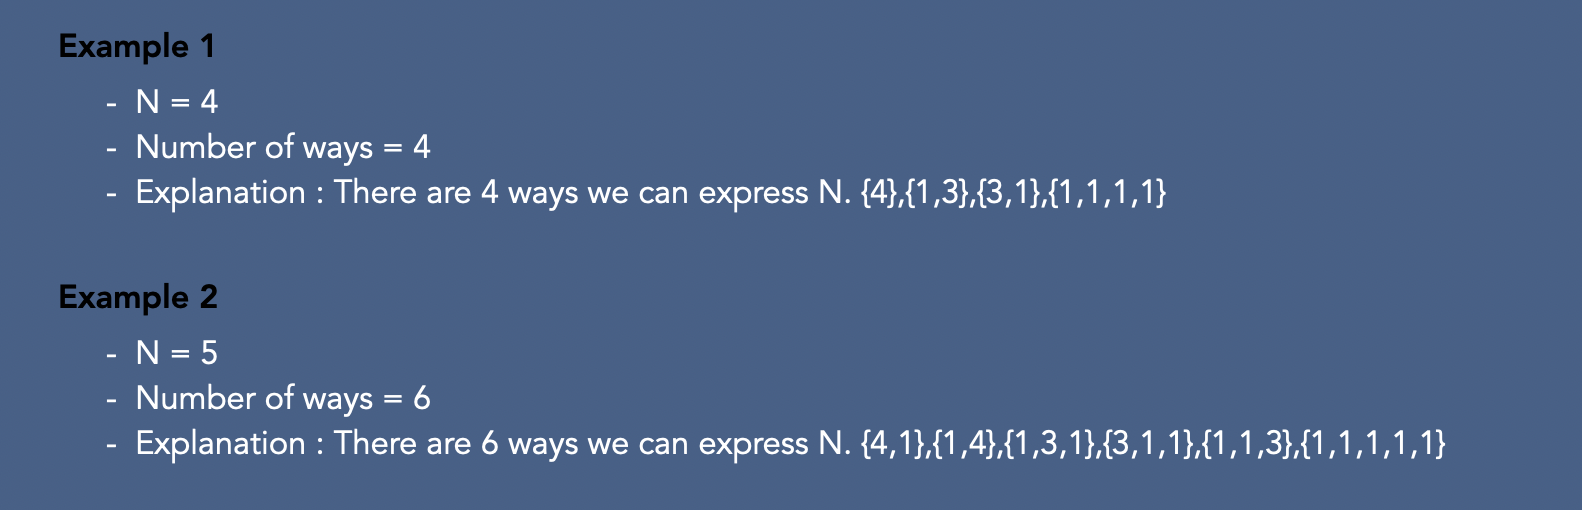 Example 1
- N = 4
- Number of ways = 4
- Explanation : There are 4 ways we can express N. {4},{1,3},{3,1},{1,1,1,1}
Example 2
- N = 5
- Number of ways = 6
- Explanation : There are 6 ways we can express N. {4,1},{1,4},{1,3,1},{3,1,1},{1,1,3},{1,1,1,1,1}